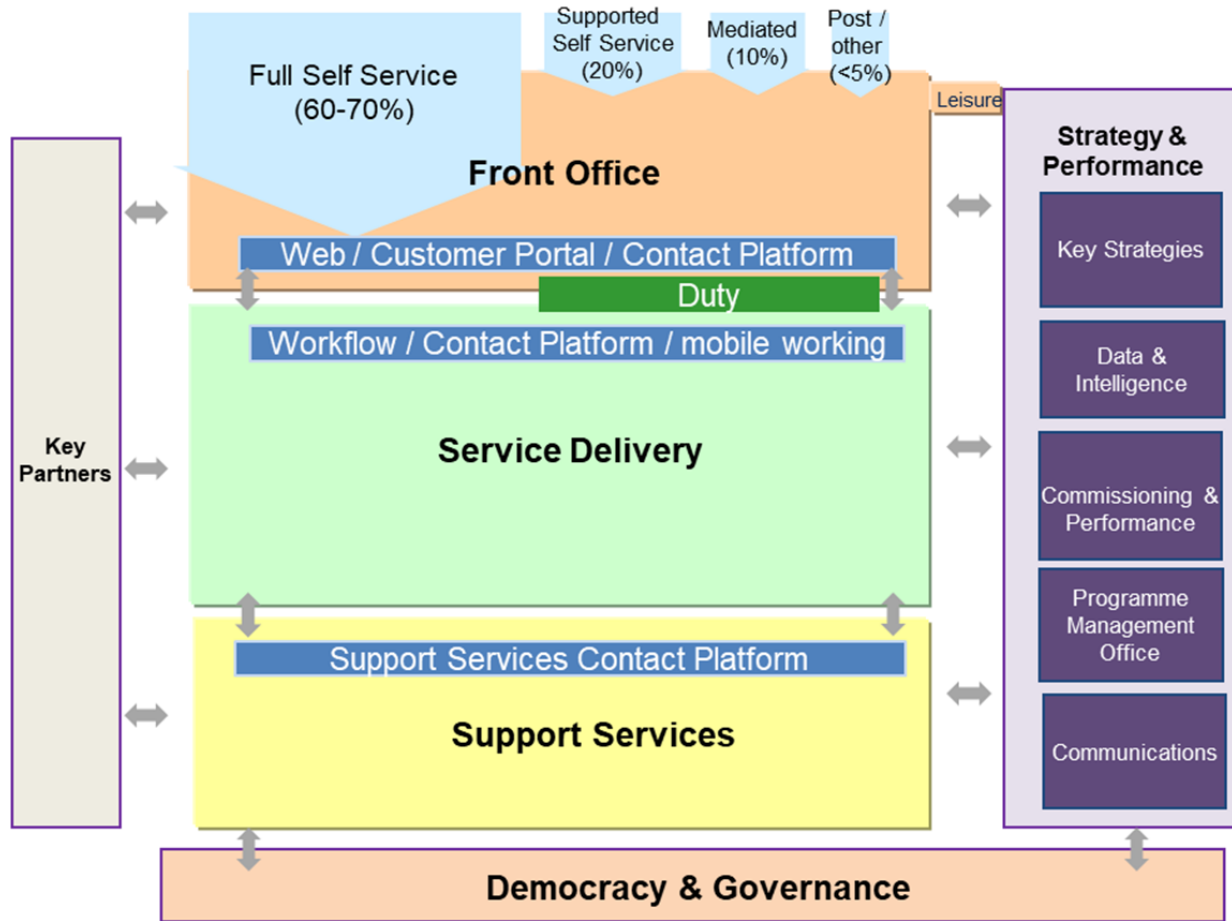 Full Self Service
(60-70%)
Supported
Self Service
(20%)
Mediated
(10%)
Post /
other
(<5%)
Leisure
Front Office
Web / Customer Portal / Contact Platform
Duty
Workflow / Contact Platform / mobile working
Service Delivery
Support Services Contact Platform
Support Services
Key
Partners
Strategy &
Performance
Key Strategies
Data &
Intelligence
Commissioning &
Performance
Programme
Management
Office
Communications
Democracy & Governance